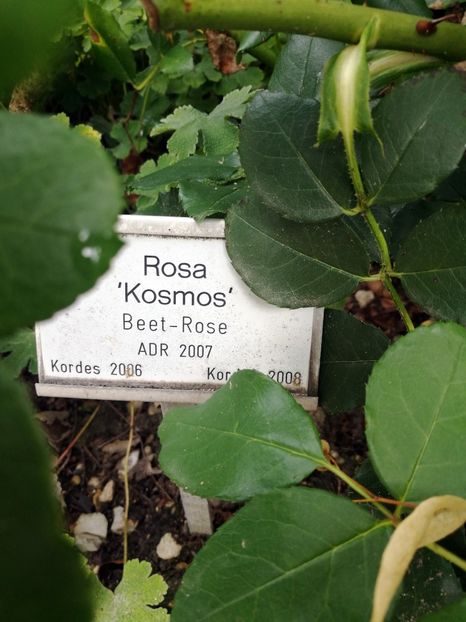 Rosa
'Kosmos'
Beet-Rose
ADR 2007
Kordes 2006 2008